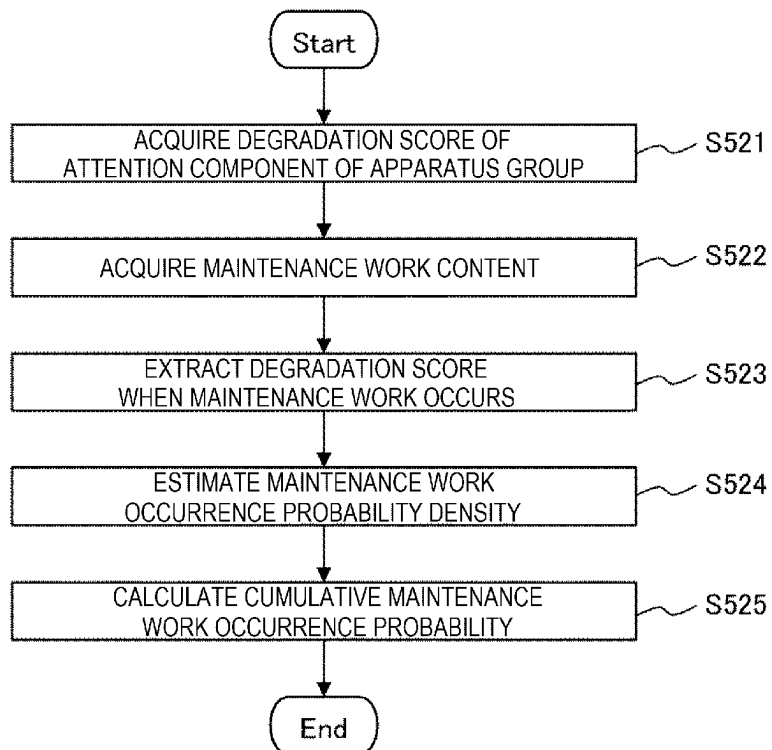 Start
ACQUIRE DEGRADATION SCORE OF
ATTENTION COMPONENT OF APPARATUS GROUP
S521
ACQUIRE MAINTENANCE WORK CONTENT
S522
EXTRACT DEGRADATION SCORE
WHEN MAINTENANCE WORK OCCURS
S523
ESTIMATE MAINTENANCE WORK
OCCURRENCE PROBABILITY DENSITY
S524
CALCULATE CUMULATIVE MAINTENANCE
WORK OCCURRENCE PROBABILITY
S525
End